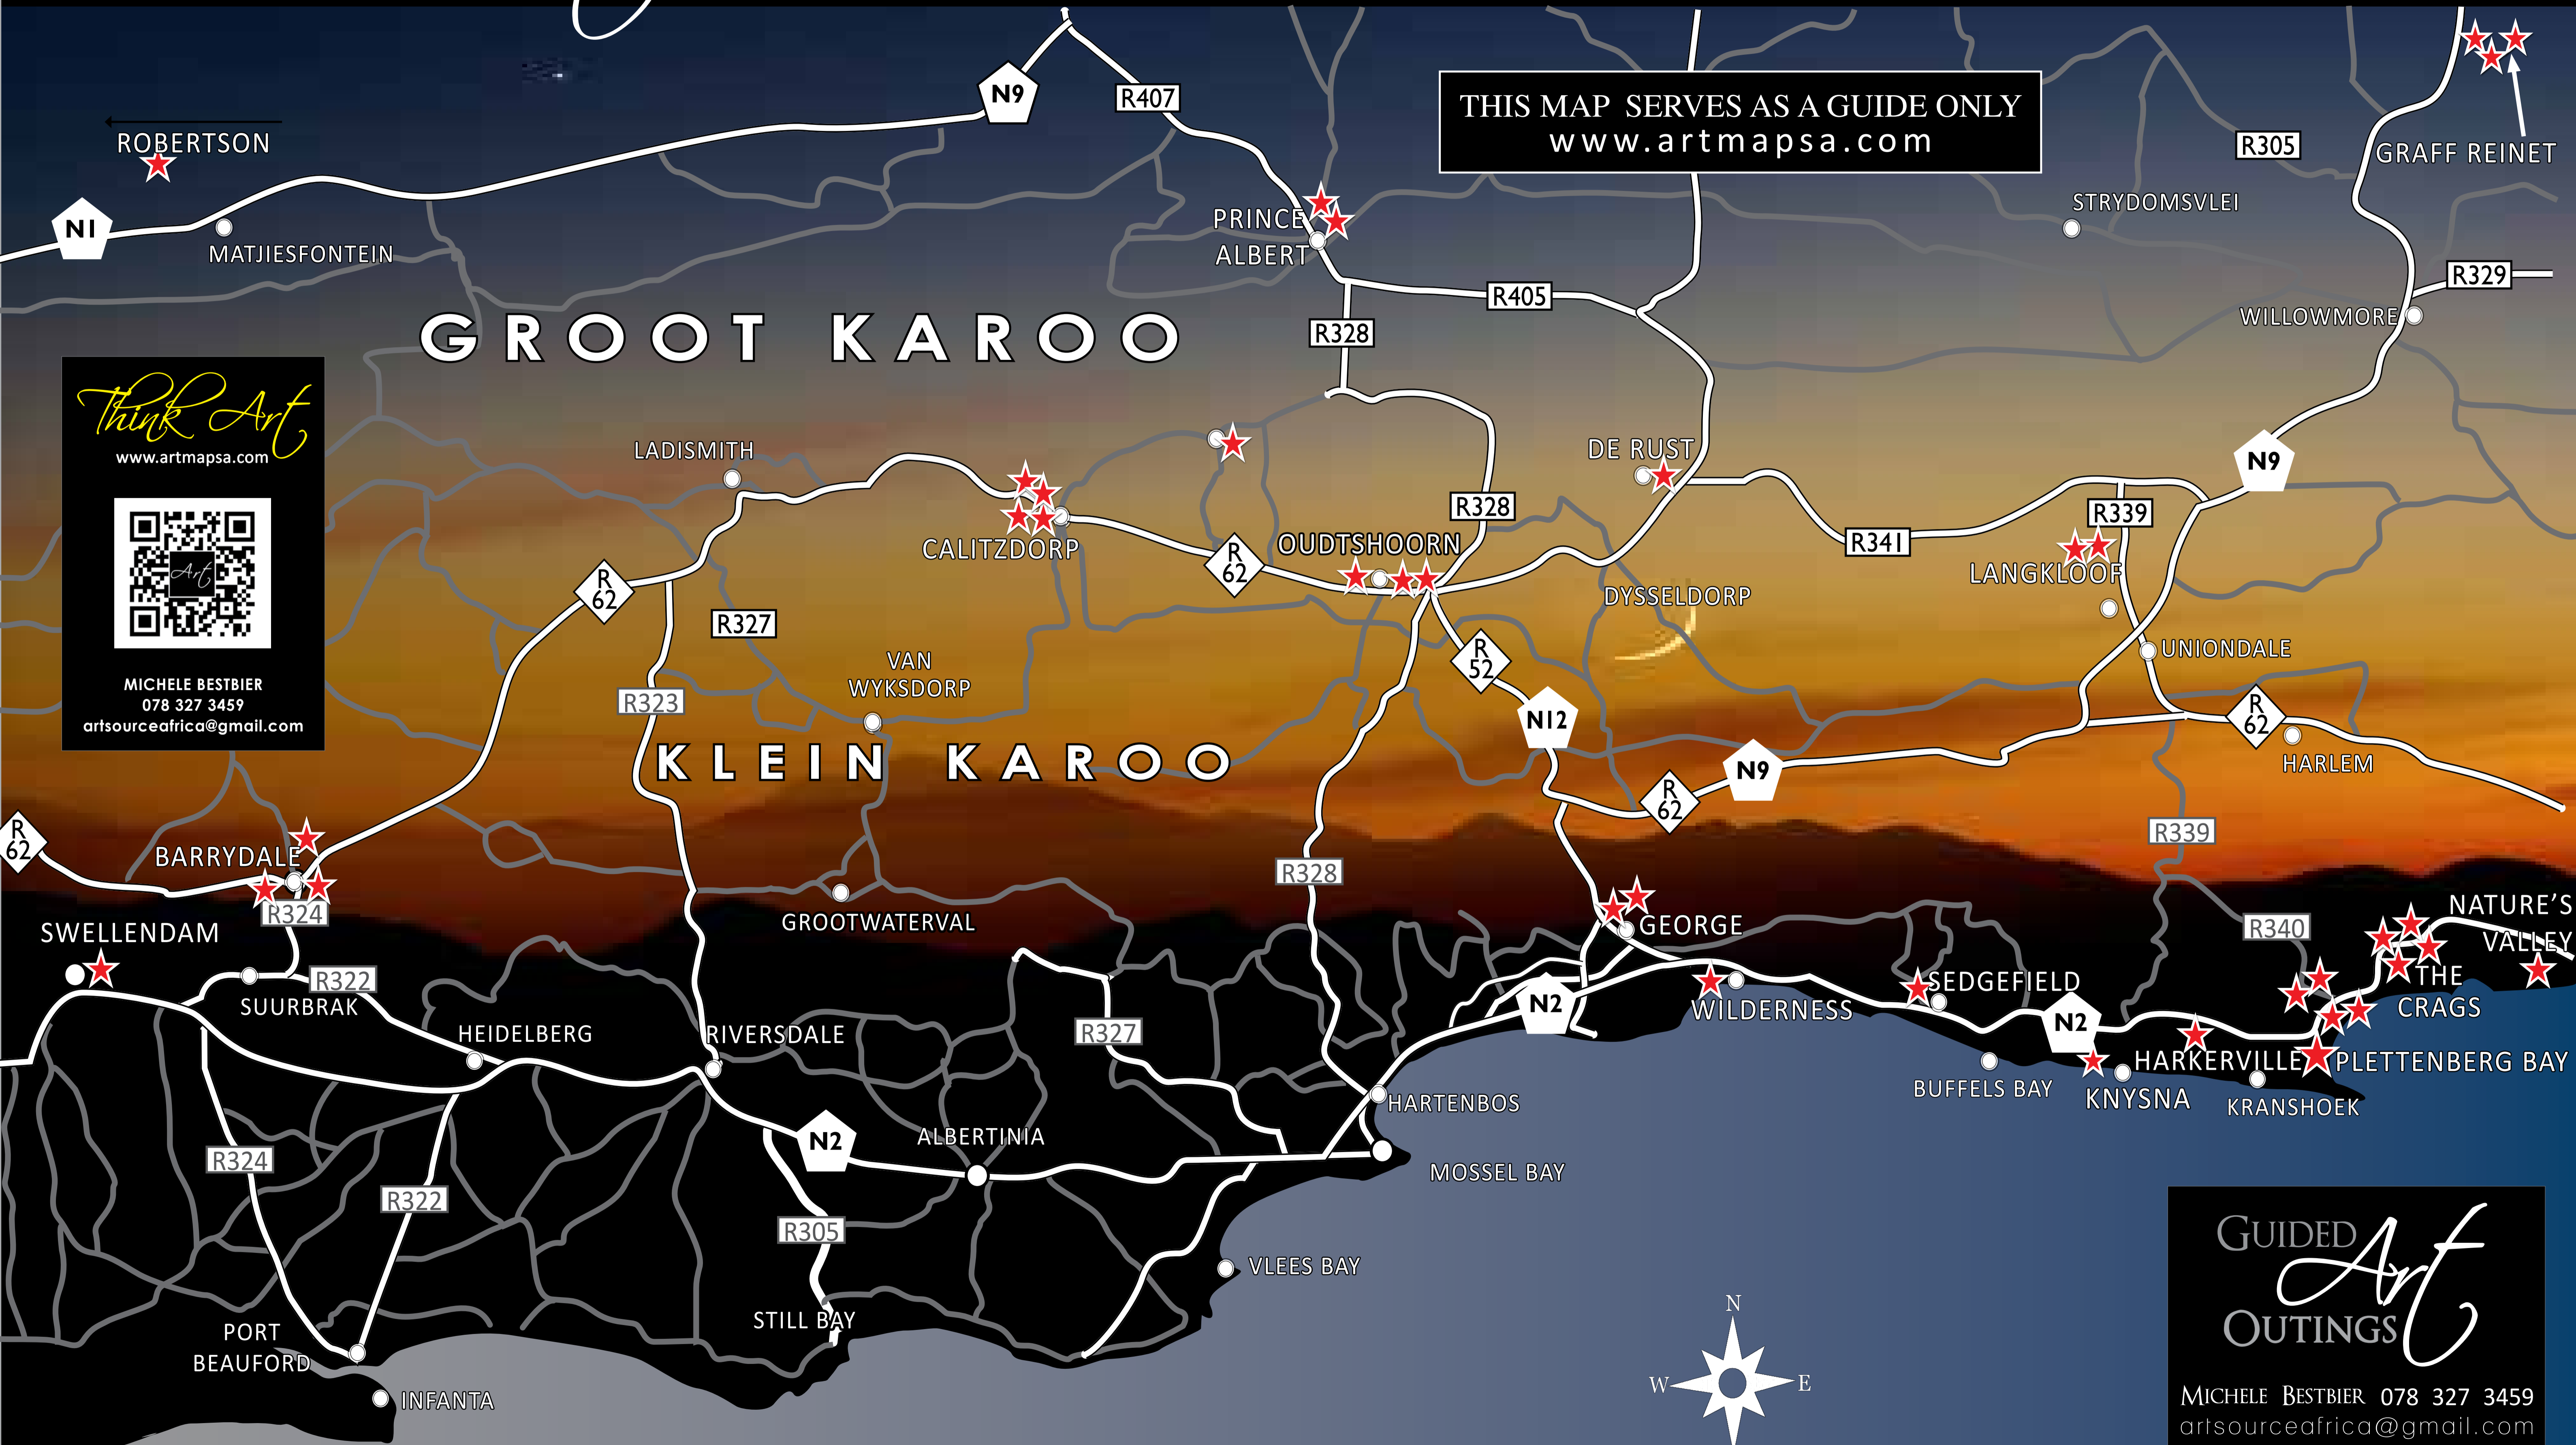 N9
R407
THIS MAP SERVES AS A GUIDE ONLY
www.artmapsa.com
ROBERTSON
R305
GRAFF REINET
N1
MATJIESFONTEIN
PRINCE
ALBERT
STRYDOMSVLEI
R405
R329
WILLOWMORE
GROOT KAROO
R328
Think Art
www.artmapsa.com
Art
MICHELE BESTBIER
078 327 3459
artsourceafrica@gmail.com
LADISMITH
DE RUST
N9
CALITZDORP
R328
OUDTSHOORN
R341
R339
LANGKLOOF
R
62
R
62
DYSSELDORP
R327
UNIONDALE
VAN
WYKSDORP
R
52
R323
N12
R
62
HARLEM
KLEIN KAROO
N9
R
62
R
62
BARRYDALE
R339
R328
R324
GROOTWATERVAL
GEORGE
R340
NATURE'S
VALLEY
SWELLENDAM
R322
SUURBRAK
SEDGEFIELD
THE
CRAGS
N2
WILDERNESS
N2
HEIDELBERG
RIVERSDALE
R327
HARKERVILLE
PLETTENBERG BAY
BUFFELS BAY
KNYSNA
KRANSHOEK
HARTENBOS
N2
ALBERTINIA
R324
MOSSEL BAY
R322
R305
VLEES BAY
STILL BAY
PORT
BEAUFORD
INFANTA
N
W
E
GUIDED
Art
OUTINGS
MICHELE BESTBIER 078 327 3459
artsourceafrica@gmail.com